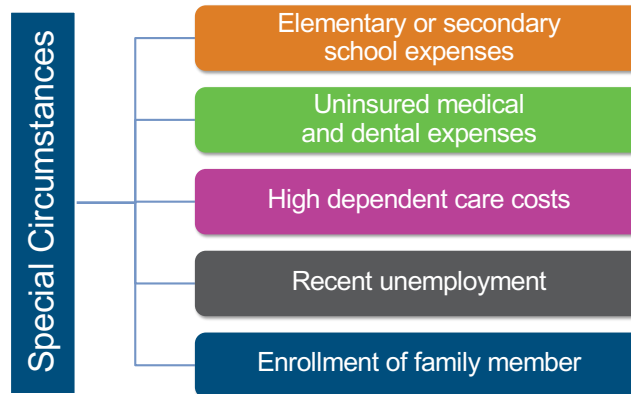 Special Circumstances
Elementary or secondary
school expenses
Uninsured medical
and dental expenses
High dependent care costs
Recent unemployment
Enrollment of family member